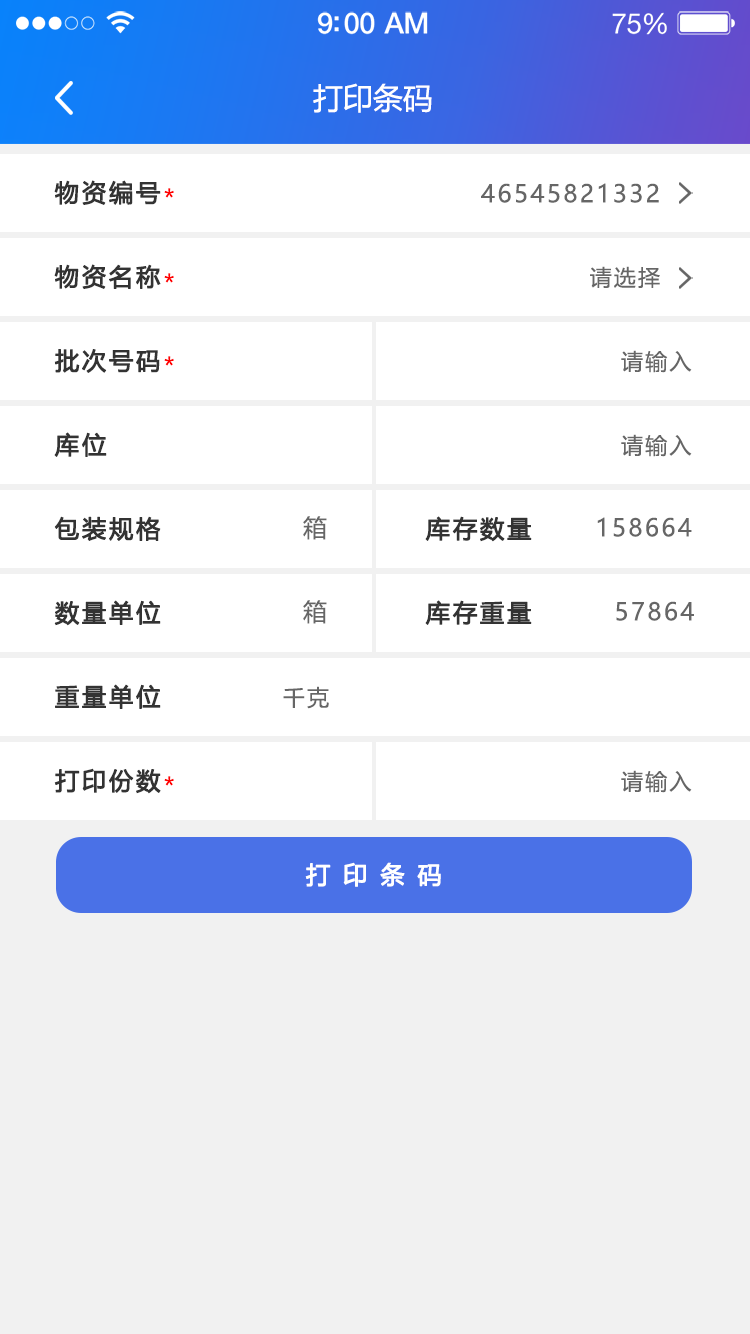 9:00 AM 75%
打印条码
物资编号* 46545821332
物资名称* 请选择
批次号码* 请输入
库位 请输入
包装规格 箱 库存数量 158664
数量单位 箱 库存重量 57864
重量单位 千克
打印份数* 请输入
打印条码